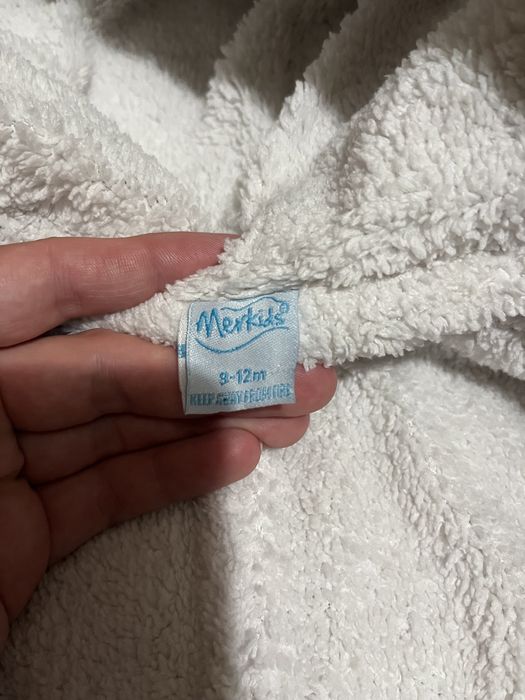 Merkids®
9-12m
KEEP AWAY FROM FIRE